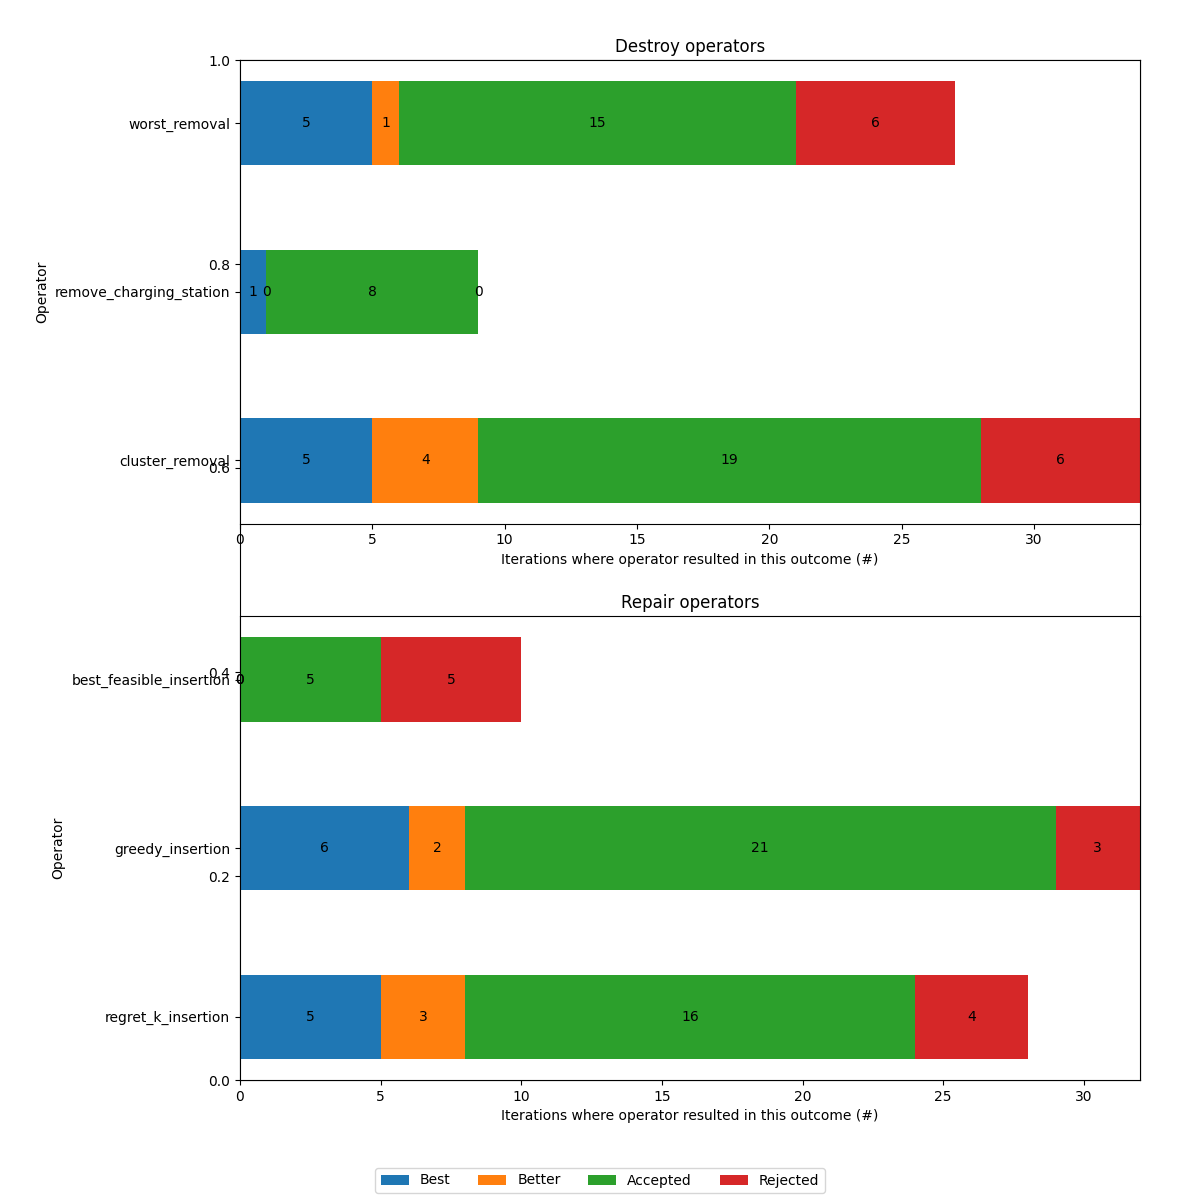 Destroy operators
1.0
worst_removal 5 1 15 6
0.8
remove_charging_station 1 0 8 0
Operator
cluster_removal 5 4 19 6
0.6
0 5 10 15 20 25 30
Iterations where operator resulted in this outcome (#)
Repair operators
0.4
best_feasible_insertion 0 0 5 5
greedy_insertion 6 2 21 3
Operator
0.2
regret_k_insertion 5 3 16 4
0.0
0 5 10 15 20 25 30
Iterations where operator resulted in this outcome (#)
Best Better Accepted Rejected